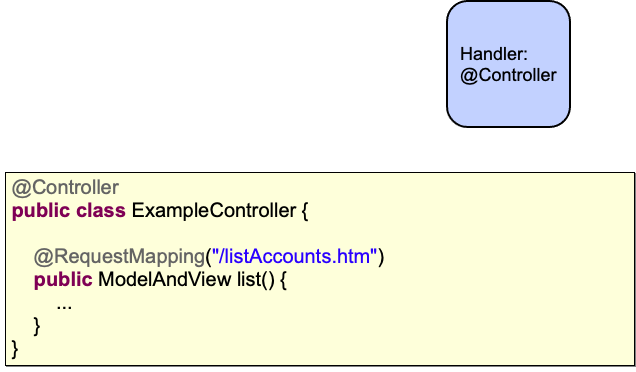 Handler:
@Controller
@Controller
public class ExampleController {
@RequestMapping("/listAccounts.htm")
public ModelAndView list() {
...
}
}